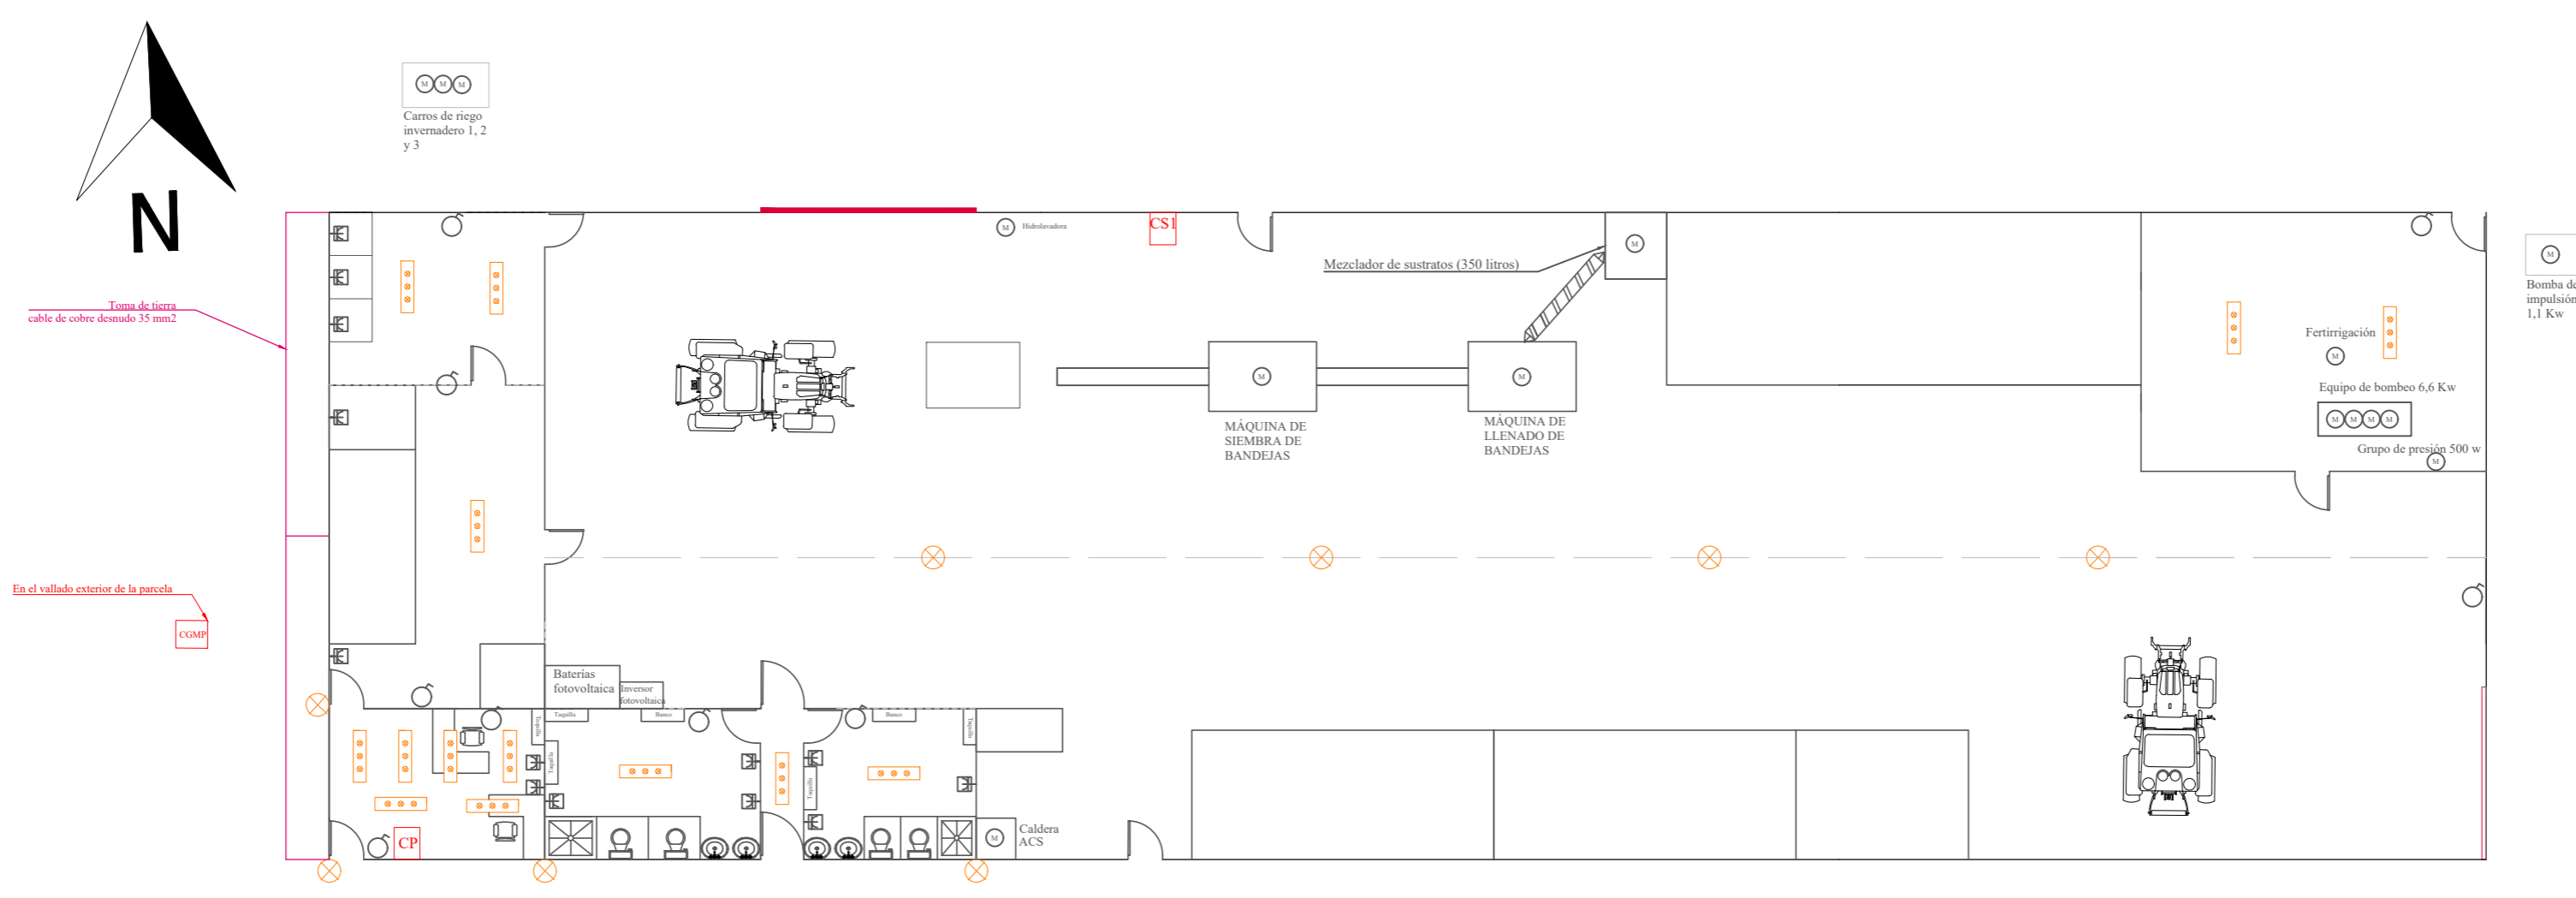 M M M
Carros de riego
invernadero 1, 2
y 3
N
M Hidrolavadora
CS1
Mezclador de sustratos (350 litros)
M
M
Bomba de
impulsión
1,1 Kw
Toma de tierra
cable de cobre desnudo 35 mm2
Fertirrigación
M
M
M
Equipo de bombeo 6,6 Kw
M M M M
MÁQUINA DE
SIEMBRA DE
BANDEJAS
MÁQUINA DE
LLENADO DE
BANDEJAS
Grupo de presión 500 w
M
En el vallado exterior de la parcela
CGMP
Baterías
fotovoltaica
Inversor
fotovoltaica
Taquilla
Taquilla
Banco
Banco
Taquilla
Taquilla
Taquilla
CP
M
Caldera
ACS